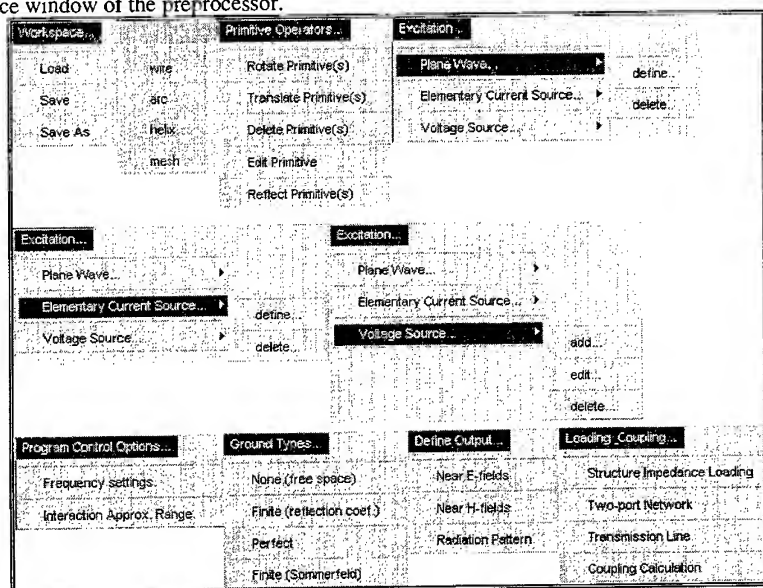 ce window of the preprocessor.
Workspace...
Load
Save
Save As
wire
arc
helix
mesh
Primitive Operators...
Rotate Primitive(s)
Translate Primitive(s)
Delete Primitive(s)
Edit Primitive
Reflect Primitive(s)
Excitation...
Plane Wave...
Elementary Current Source...
Voltage Source...
define...
delete...
Excitation...
Plane Wave...
Elementary Current Source...
Voltage Source...
define...
delete...
Excitation...
Plane Wave...
Elementary Current Source...
Voltage Source...
add...
edit...
delete...
Program Control Options...
Frequency settings
Interaction Approx. Range
Ground Types...
None (free space)
Finite (reflection coef.)
Perfect
Finite (Sommerfeld)
Define Output...
Near E-fields
Near H-fields
Radiation Pattern
Loading_Coupling...
Structure Impedance Loading
Two-port Network
Transmission Line
Coupling Calculation